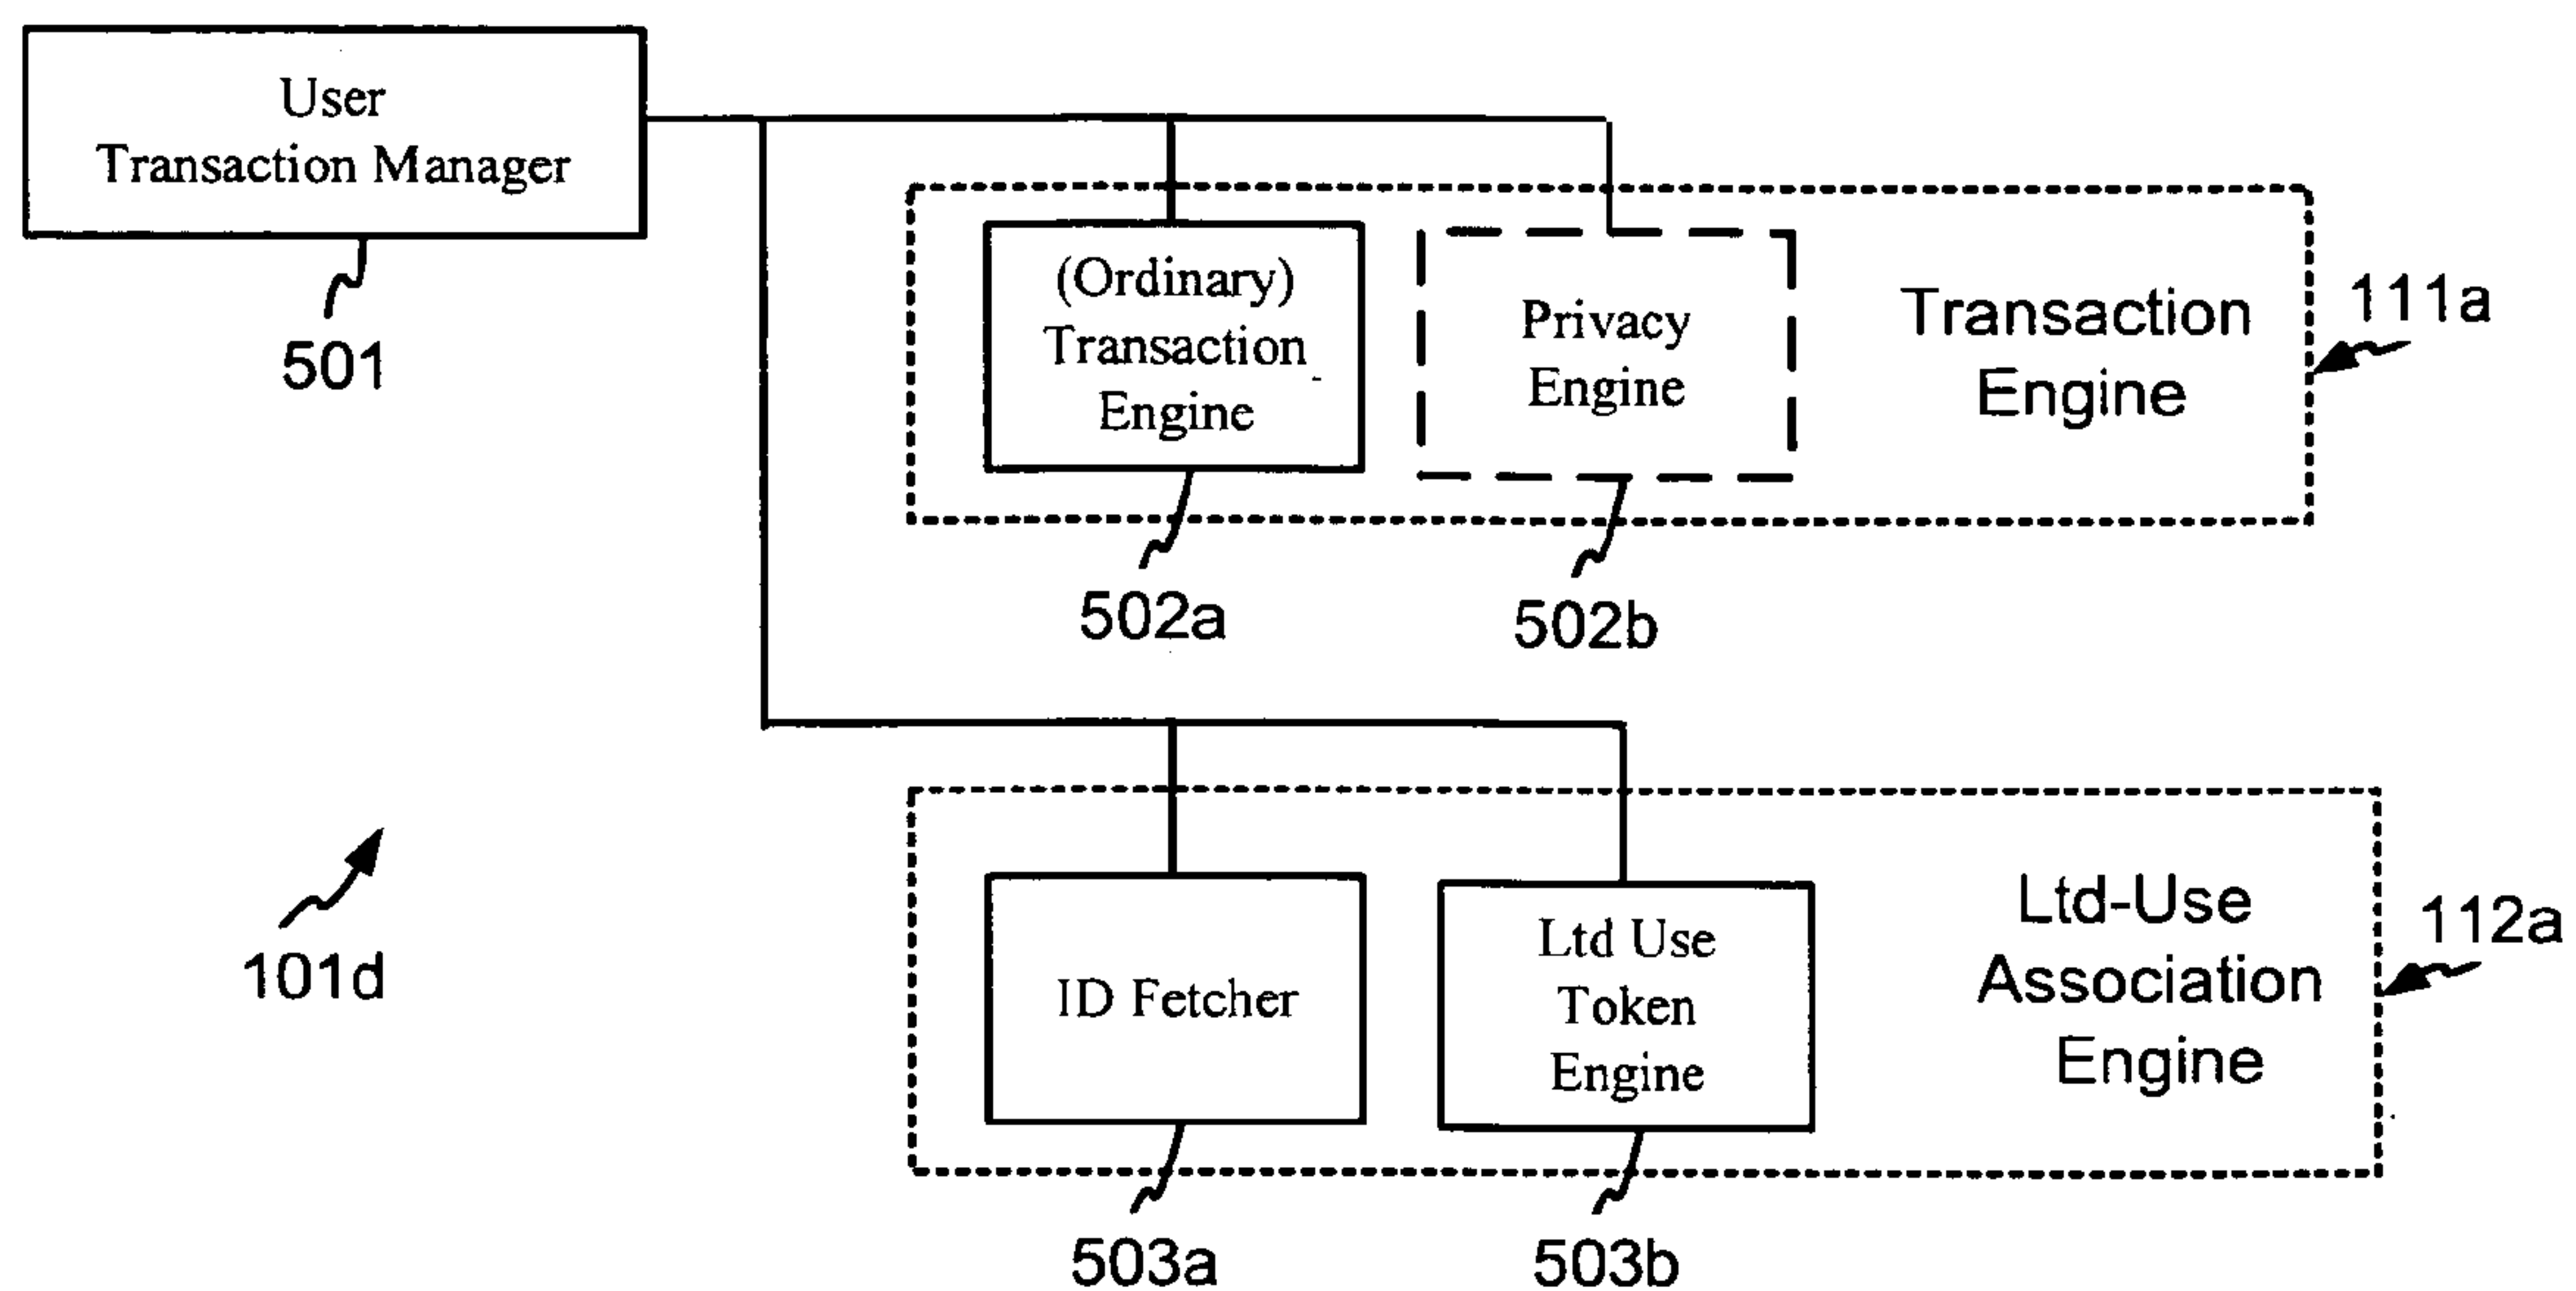 User
Transaction Manager
501
(Ordinary)
Transaction
Engine
502a
Privacy
Engine
502b
Transaction
Engine
111a
101d
ID Fetcher
503a
Ltd Use
Token
Engine
503b
Ltd-Use
Association
Engine
112a